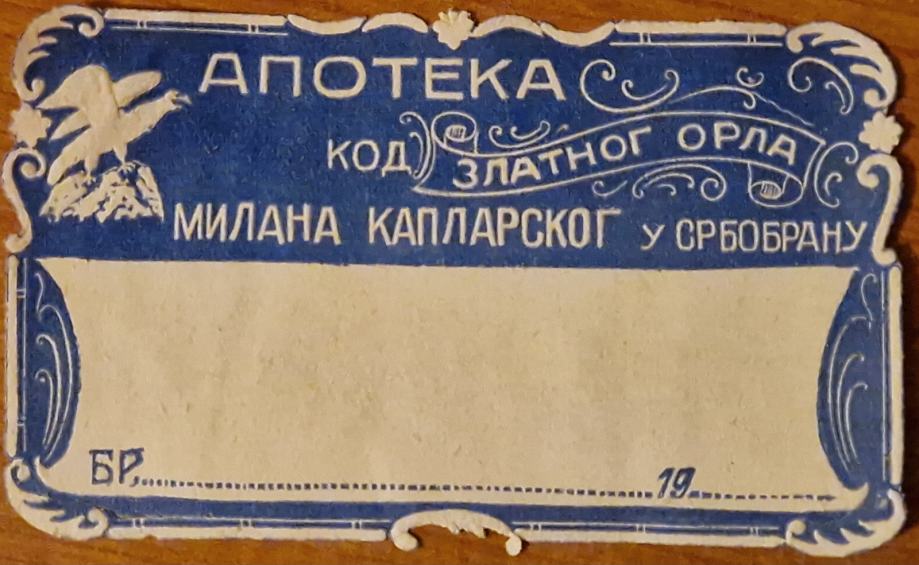 АПОТЕКА
КОД ЗЛАТНОГ ОРЛА
МИЛАНА КАПЛАРСКОГ У СРБОБРАНУ
БР. 19